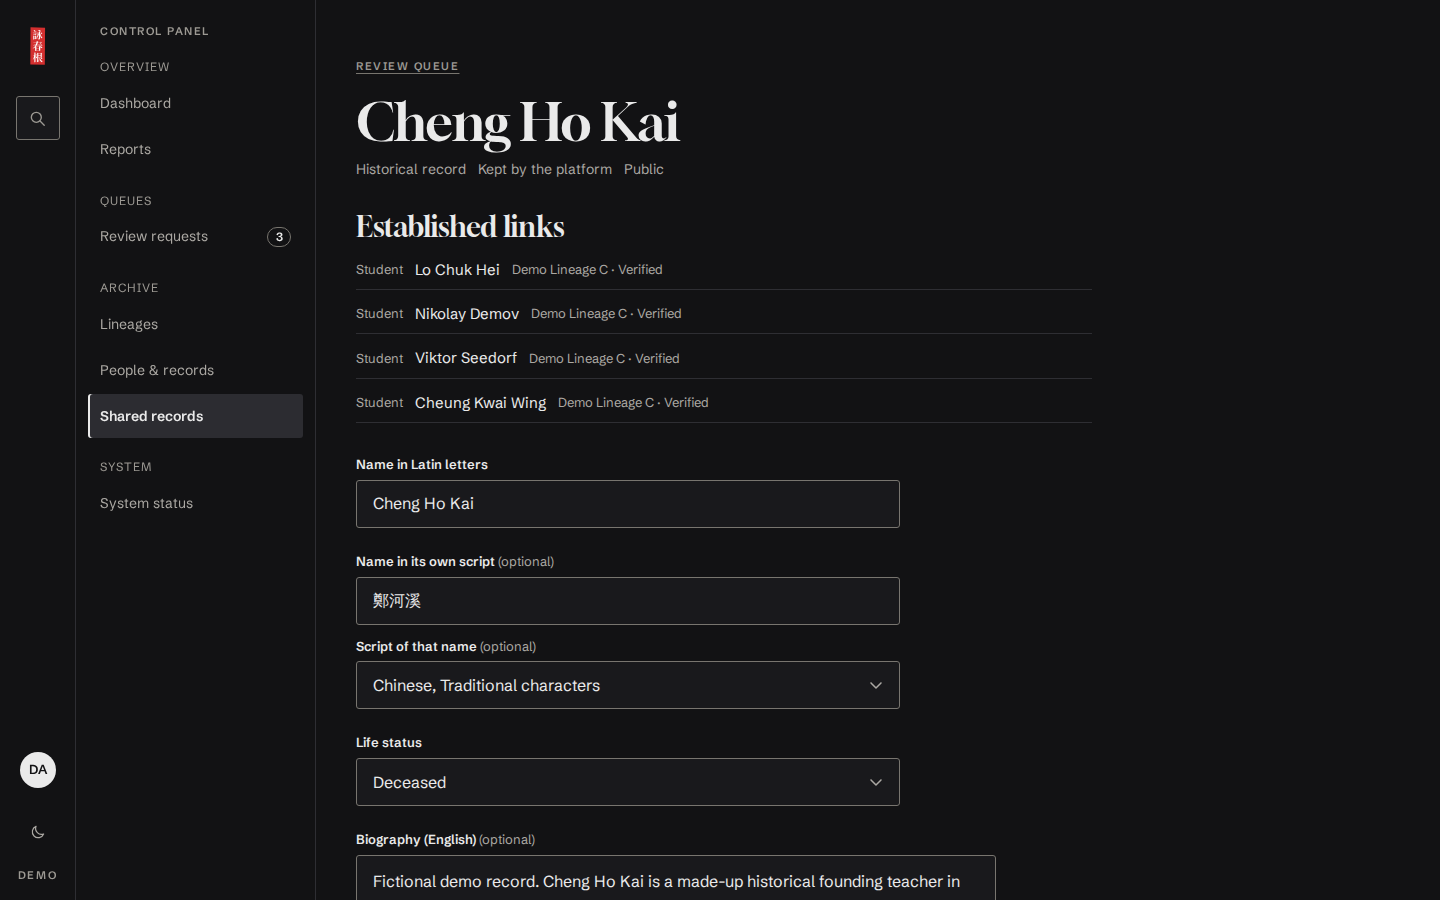 詠春根
CONTROL PANEL
OVERVIEW
Dashboard
Reports
QUEUES
Review requests 3
ARCHIVE
Lineages
People & records
Shared records
SYSTEM
System status
DA
DEMO
REVIEW QUEUE
Cheng Ho Kai
Historical record Kept by the platform Public
Established links
Student Lo Chuk Hei Demo Lineage C · Verified
Student Nikolay Demov Demo Lineage C · Verified
Student Viktor Seedorf Demo Lineage C · Verified
Student Cheung Kwai Wing Demo Lineage C · Verified
Name in Latin letters
Cheng Ho Kai
Name in its own script (optional)
鄭河溪
Script of that name (optional)
Chinese, Traditional characters
Life status
Deceased
Biography (English) (optional)
Fictional demo record. Cheng Ho Kai is a made-up historical founding teacher in